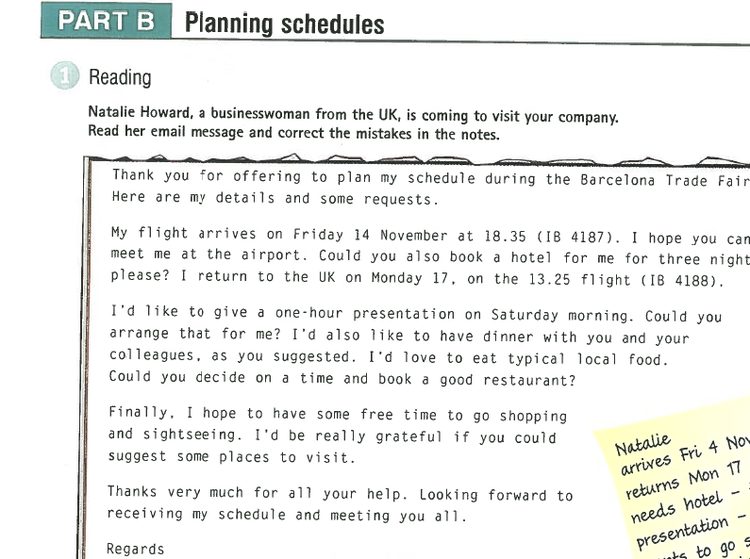 PART B Planning schedules
1 Reading
Natalie Howard, a businesswoman from the UK, is coming to visit your company.
Read her email message and correct the mistakes in the notes.
Thank you for offering to plan my schedule during the Barcelona Trade Fair
Here are my details and some requests.
My flight arrives on Friday 14 November at 18.35 (IB 4187). I hope you can
meet me at the airport. Could you also book a hotel for me for three night
please? I return to the UK on Monday 17, on the 13.25 flight (IB 4188).
I'd like to give a one-hour presentation on Saturday morning. Could you
arrange that for me? I'd also like to have dinner with you and your
colleagues, as you suggested. I'd love to eat typical local food.
Could you decide on a time and book a good restaurant?
Finally, I hope to have some free time to go shopping
and sightseeing. I'd be really grateful if you could
suggest some places to visit.
Thanks very much for all your help. Looking forward to
receiving my schedule and meeting you all.
Regards
Natalie
arrives Fri 4 Nov
returns Mon 17
needs hotel –
presentation –
to go